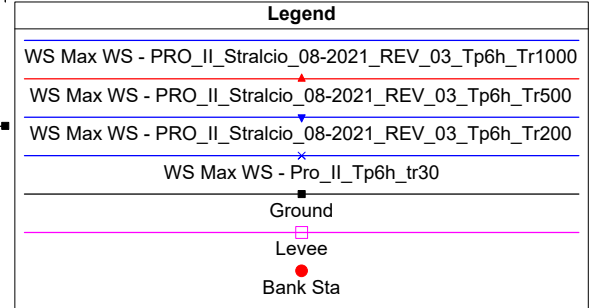 Legend
WS Max WS - PRO_II_Stralcio_08-2021_REV_03_Tp6h_Tr1000
WS Max WS - PRO_II_Stralcio_08-2021_REV_03_Tp6h_Tr500
WS Max WS - PRO_II_Stralcio_08-2021_REV_03_Tp6h_Tr200
WS Max WS - Pro_II_Tp6h_tr30
Ground
Levee
Bank Sta